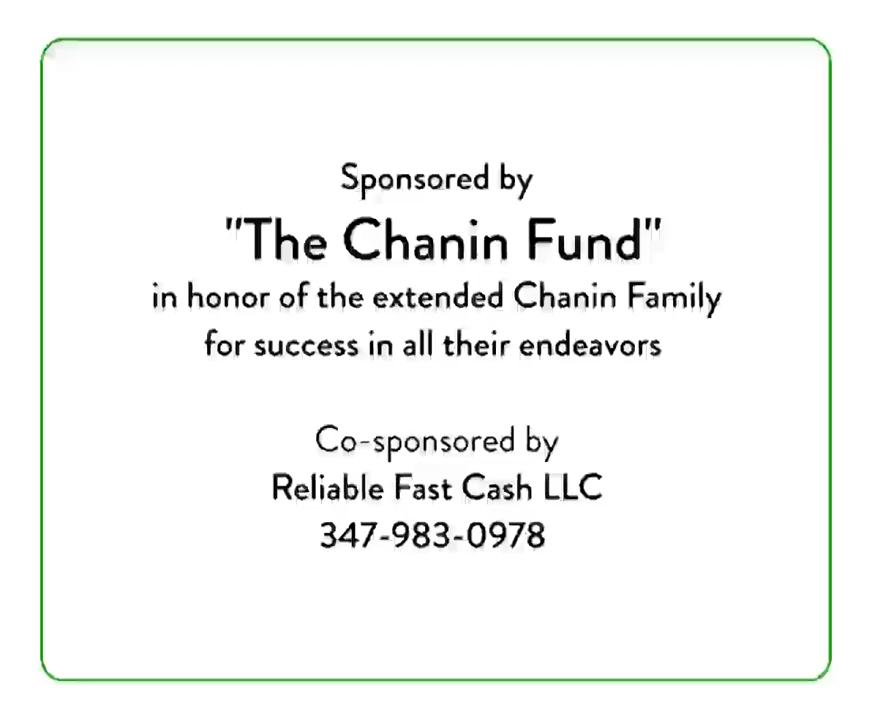 Sponsored by
"The Chanin Fund"
in honor of the extended Chanin Family
for success in all their endeavors
Co-sponsored by
Reliable Fast Cash LLC
347-983-0978